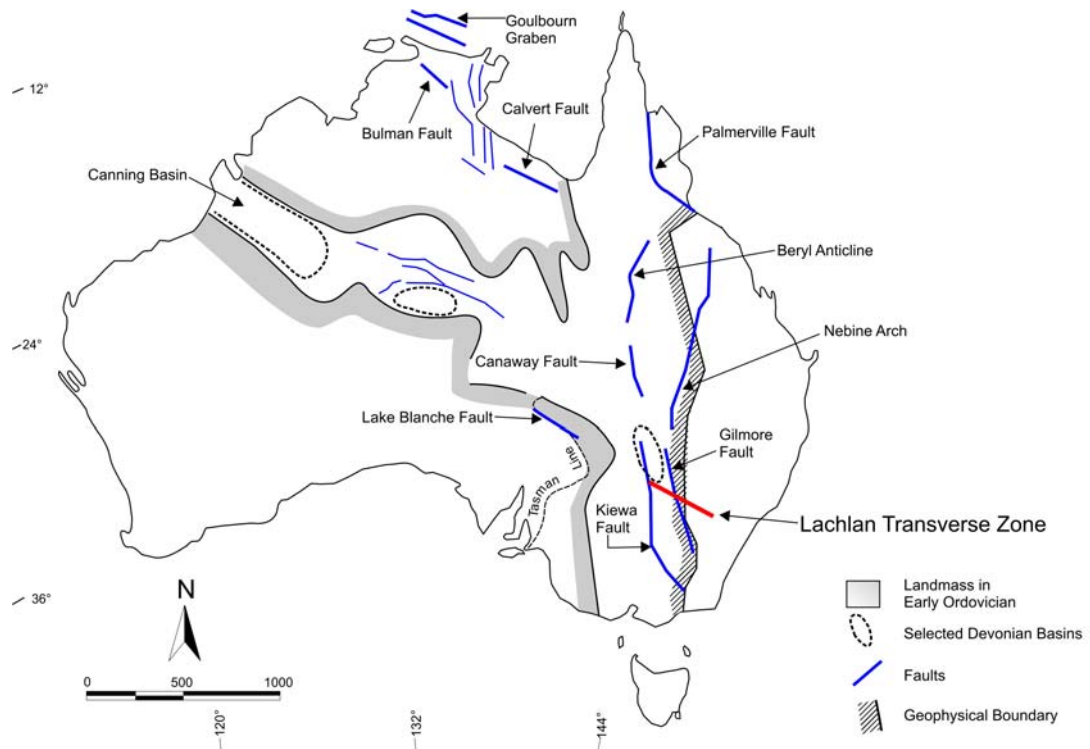 Goulbourn
Graben
12°
Bulman Fault
Calvert Fault
Palmerville Fault
Canning Basin
Beryl Anticline
24°
Canaway Fault
Nebine Arch
Lake Blanche Fault
Gilmore
Fault
Tasman Line
Kiewa
Fault
Lachlan Transverse Zone
36°
N
0 500 1000
120°
132°
144°
Landmass in
Early Ordovician
Selected Devonian Basins
Faults
Geophysical Boundary